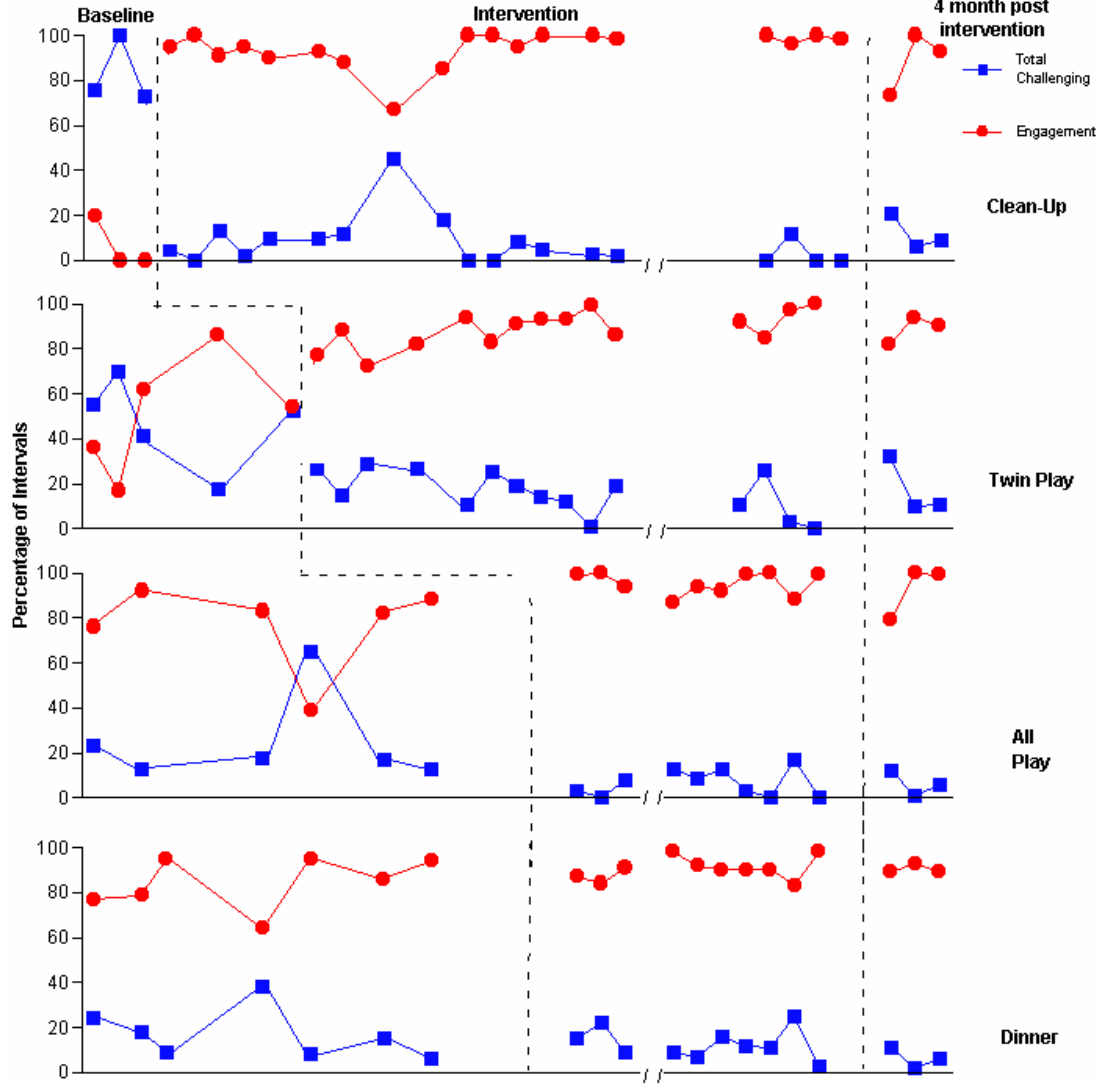 Baseline
Intervention
4 month post
intervention
Total
Challenging
Engagement
100
80
60
40
20
0
Clean-Up
100
80
60
40
20
0
Twin Play
Percentage of Intervals
100
80
60
40
20
0
All
Play
100
80
60
40
20
0
Dinner